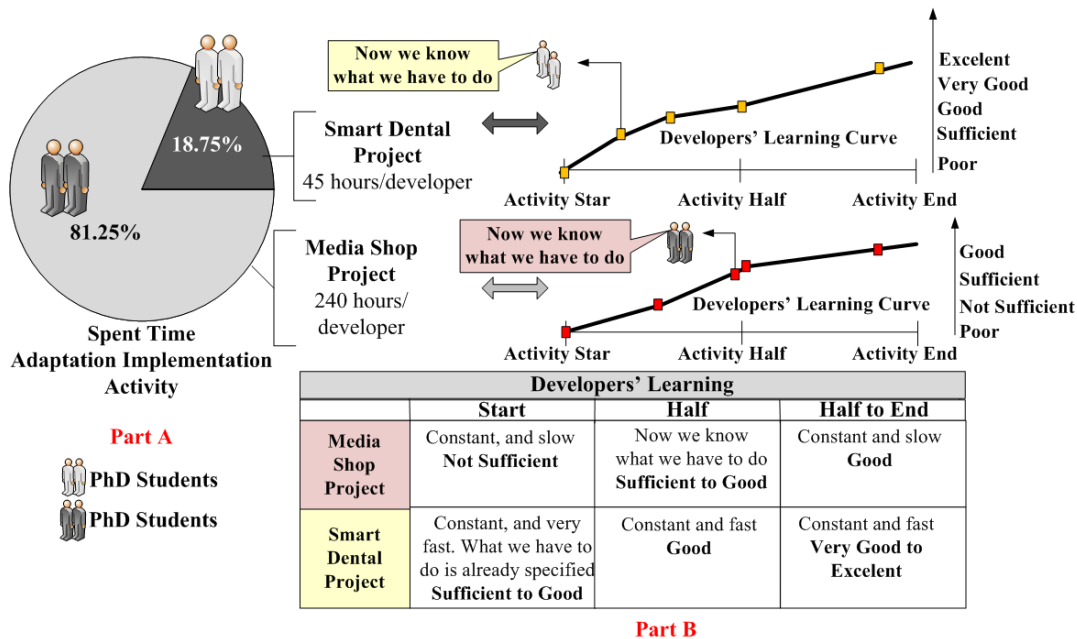 81.25%
18.75%
Spent Time
Adaptation Implementation
Activity
Part A
PhD Students
PhD Students
Smart Dental
Project
45 hours/developer
Media Shop
Project
240 hours/
developer
Now we know
what we have to do
Developers' Learning Curve
Excelent
Very Good
Good
Sufficient
Poor
Activity Star
Activity Half
Activity End
Now we know
what we have to do
Developers' Learning Curve
Good
Sufficient
Not Sufficient
Poor
Activity Star
Activity Half
Activity End
Developers' Learning
Start
Half
Half to End
Media
Shop
Project
Constant, and slow
Not Sufficient
Now we know
what we have to do
Sufficient to Good
Constant and slow
Good
Smart
Dental
Project
Constant, and very
fast. What we have to
do is already specified
Sufficient to Good
Constant and fast
Good
Constant and fast
Very Good to
Excelent
Part B